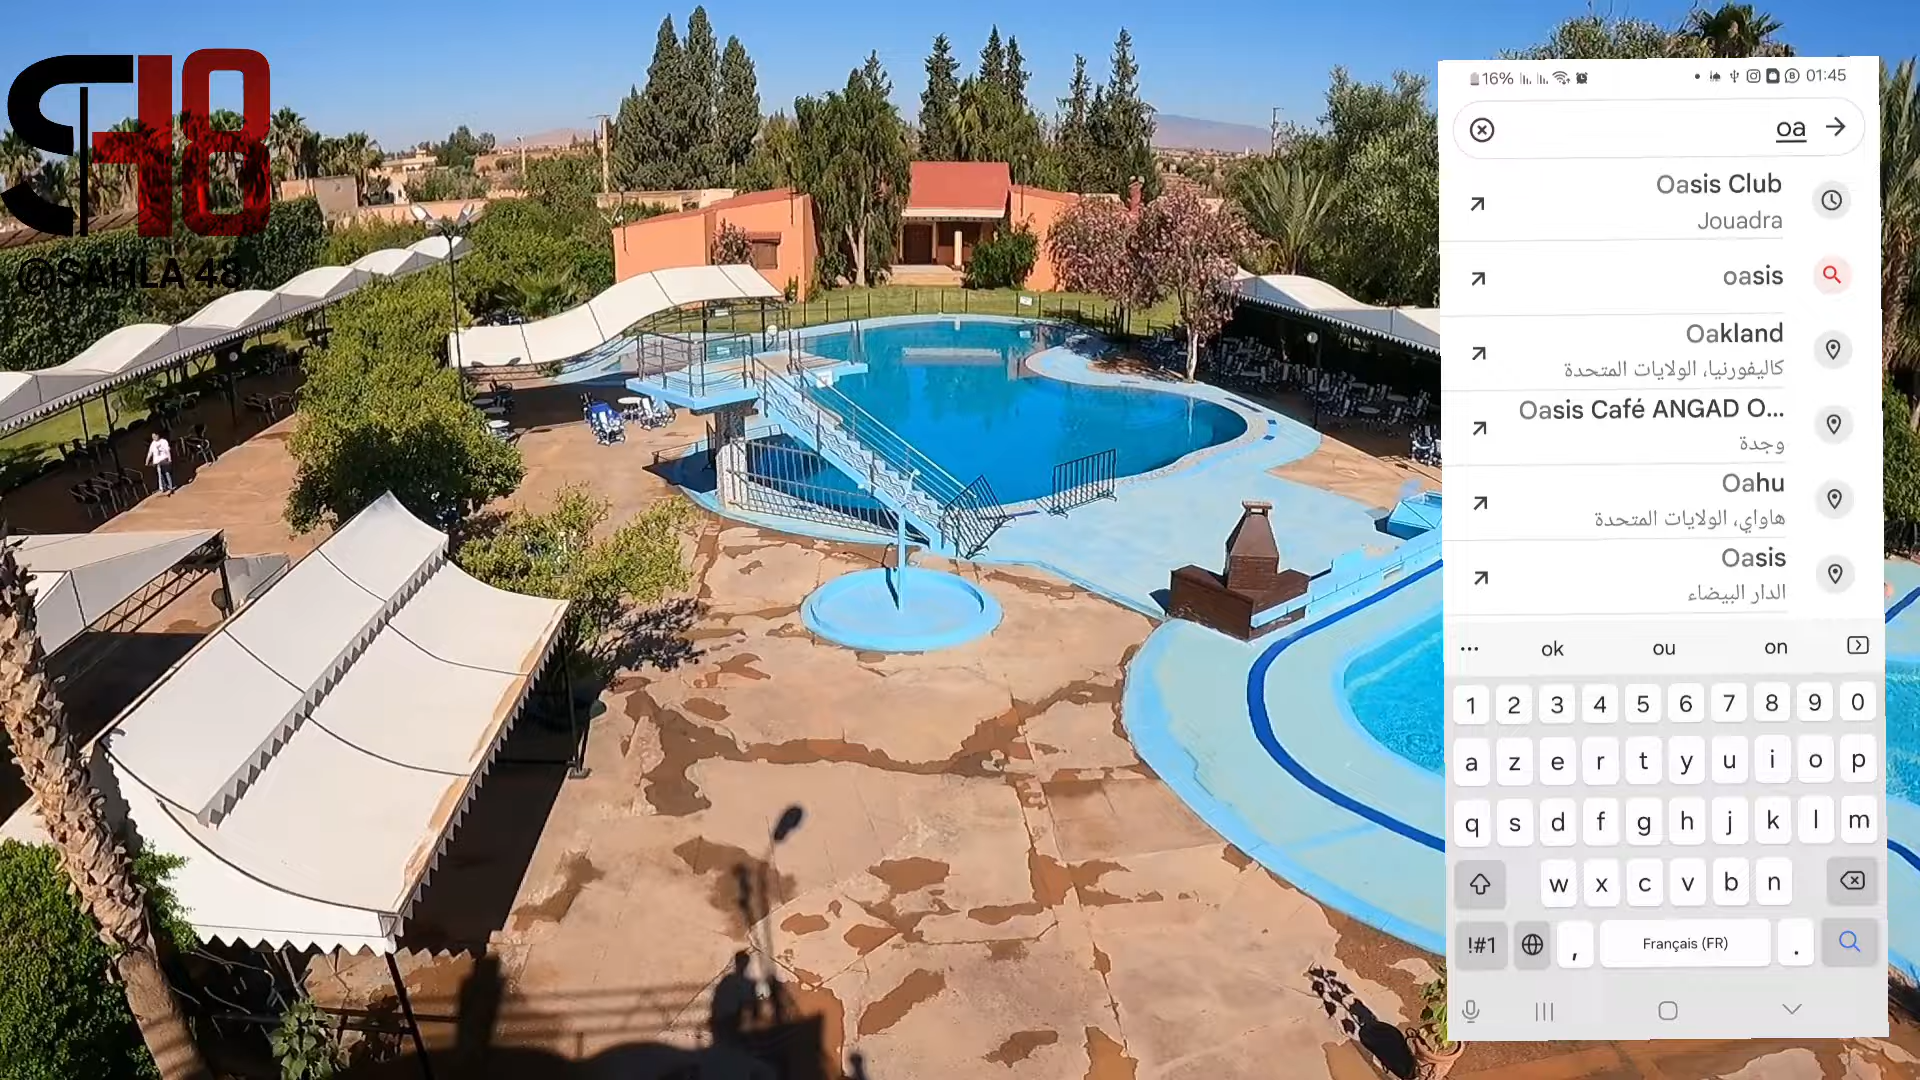 48
@SAHLA 48
16%
01:45
oa
Oasis Club
Jouadra
oasis
Oakland
كاليفورنيا، الولايات المتحدة
Oasis Café ANGAD O...
وجدة
Oahu
هاواي، الولايات المتحدة
Oasis
الدار البيضاء
... ok ou on
1 2 3 4 5 6 7 8 9 0
a z e r t y u i o p
q s d f g h j k l m
w x c v b n
!#1 , Français (FR) .